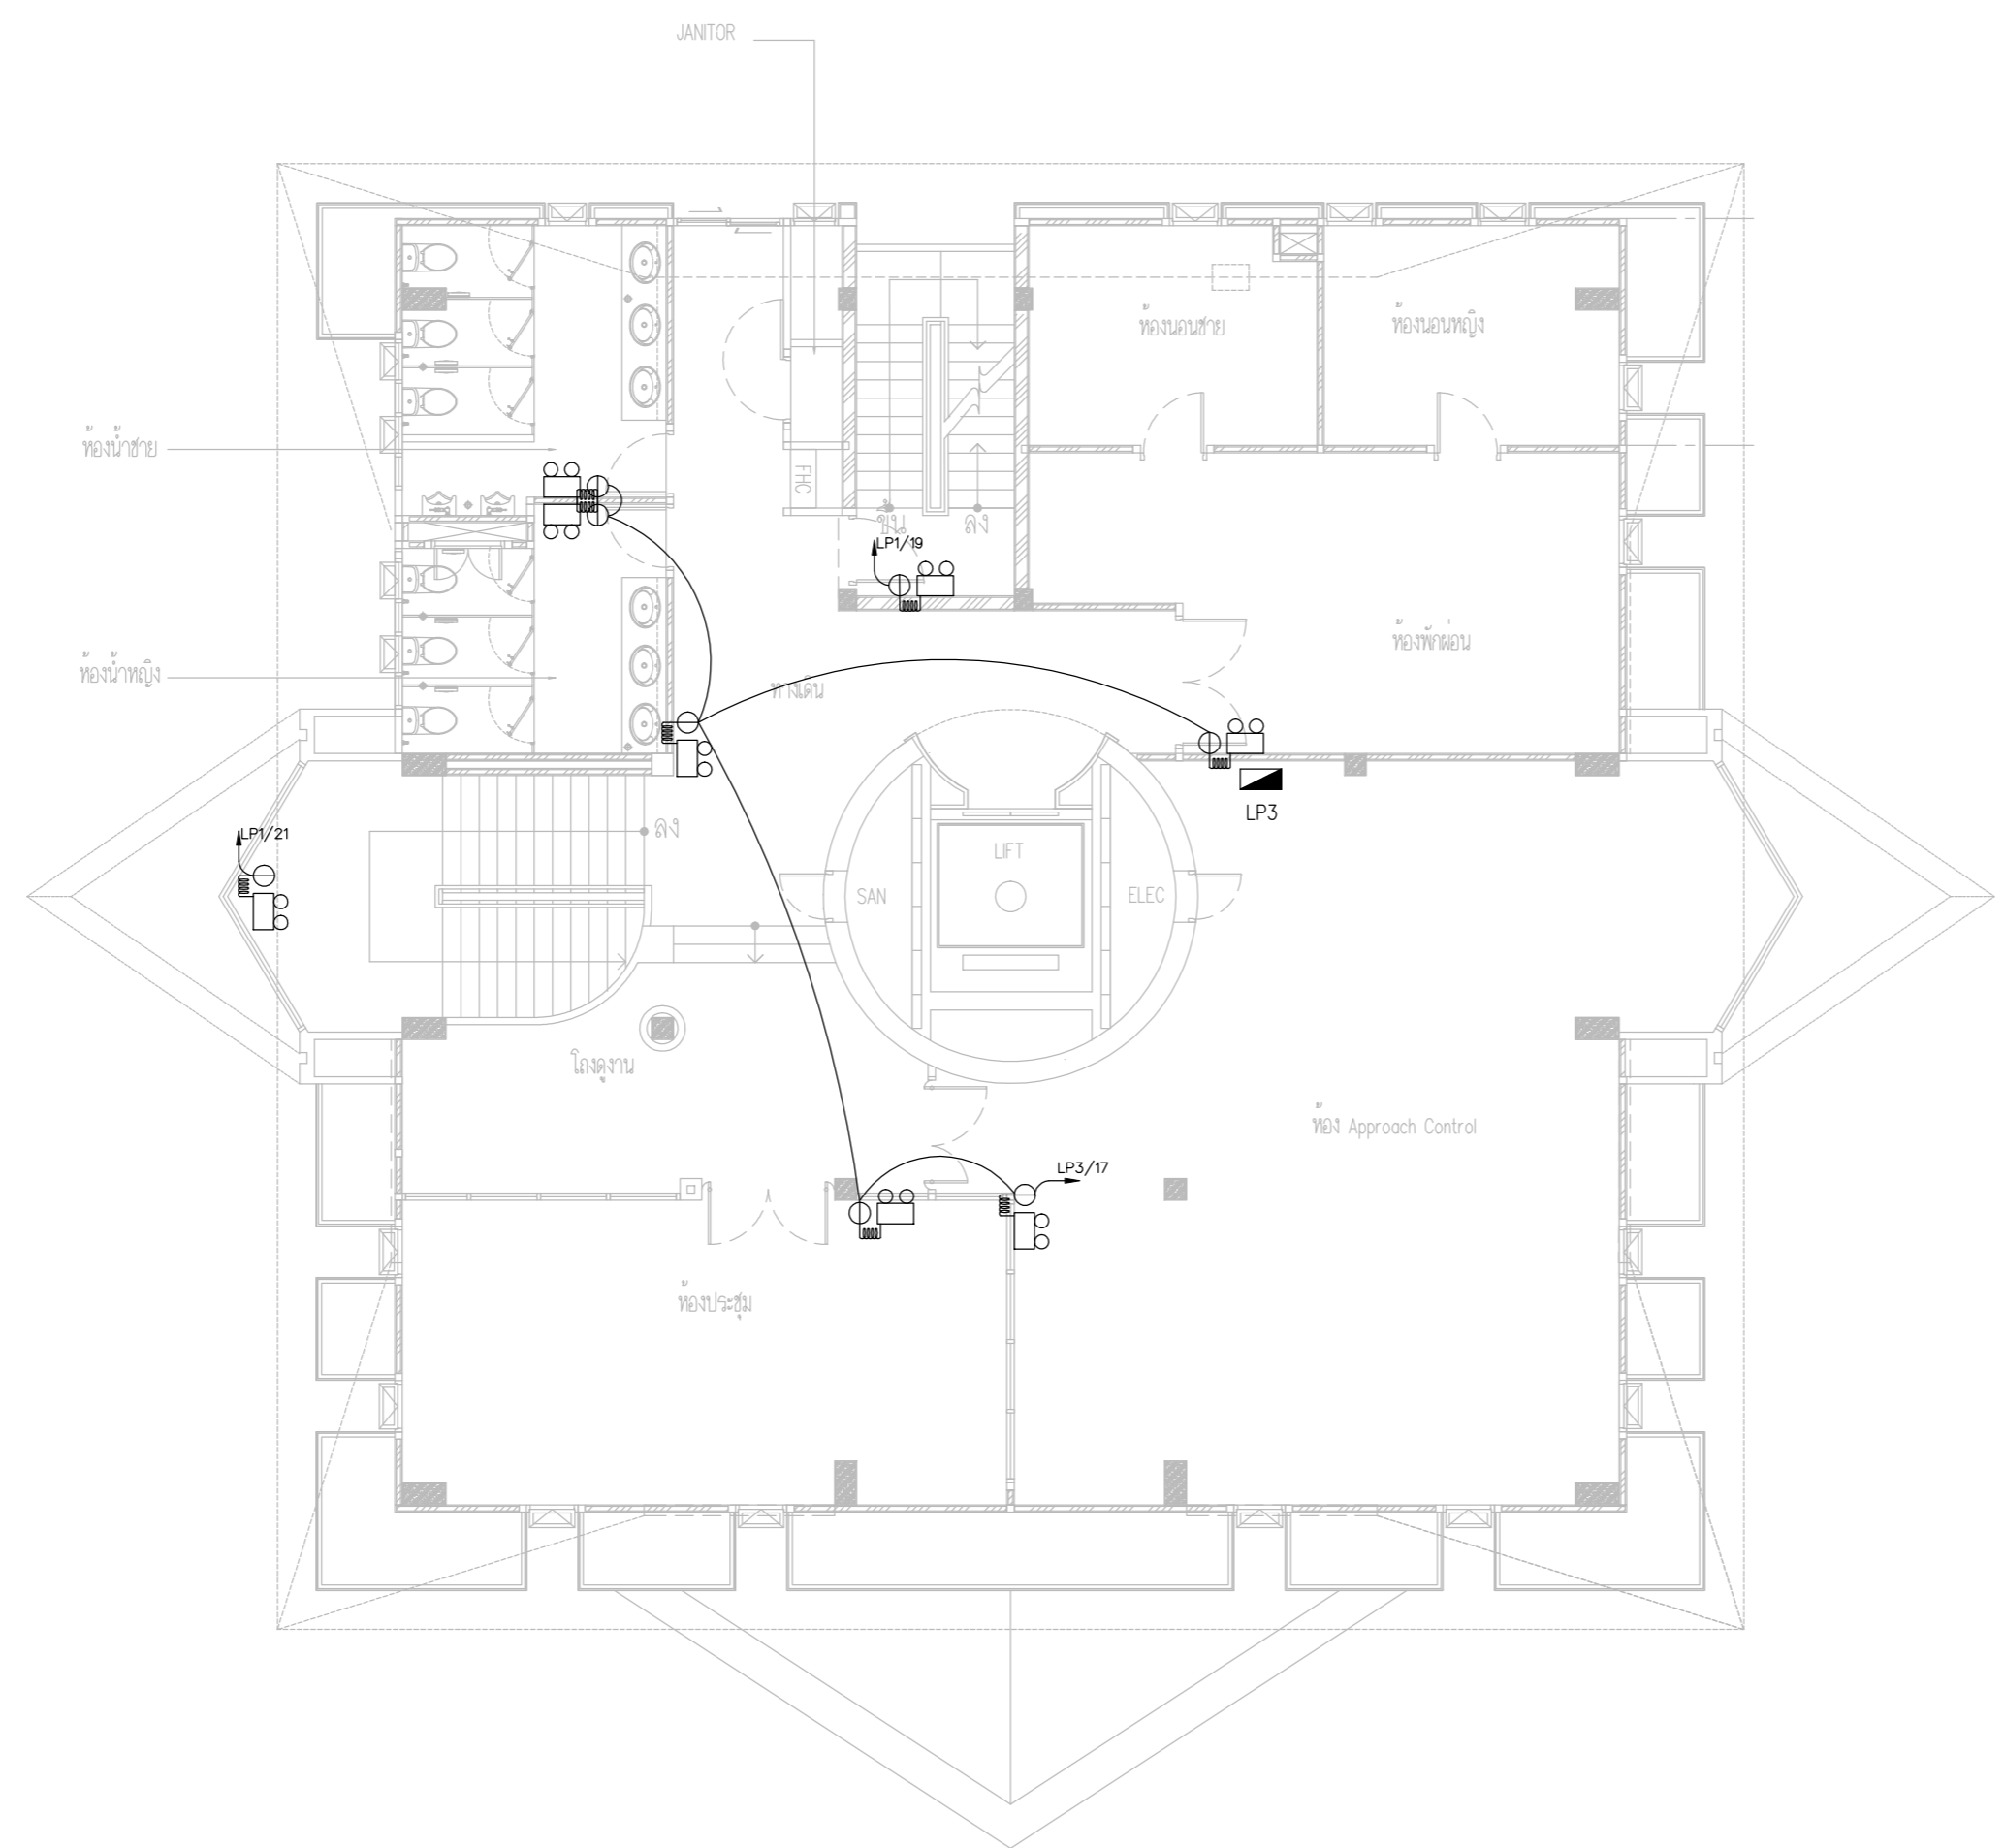 JANITOR
ห้องนอนชาย
ห้องนอนหญิง
ห้องน้ำชาย
FHC
ขึ้น
ลง
LP1/19
ห้องพักผ่อน
ห้องน้ำหญิง
ทางเดิน
LP3
LP1/21
ลง
LIFT
SAN
ELEC
โถงดูงาน
ห้อง Approach Control
LP3/17
ห้องประชุม